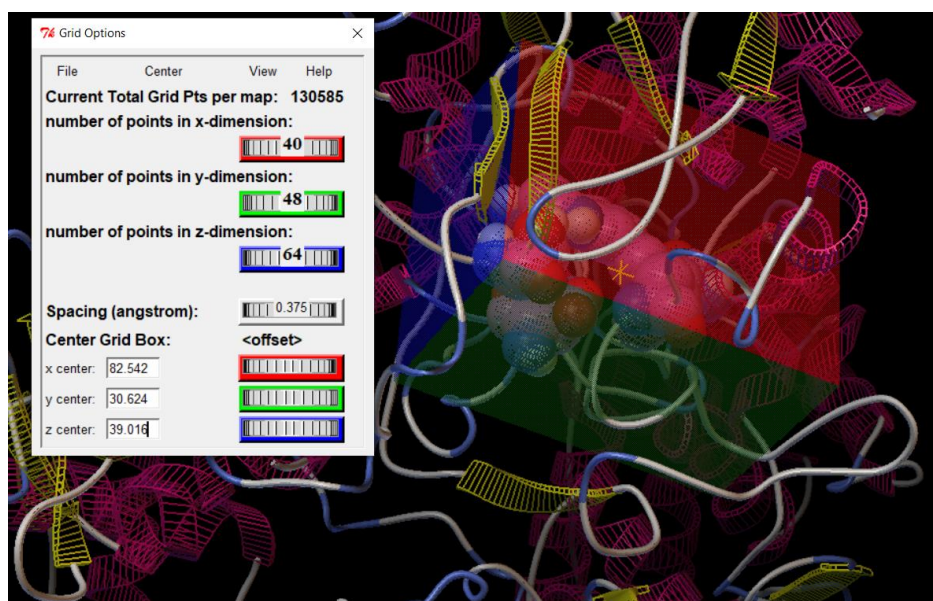 Grid Options
File Center View Help
Current Total Grid Pts per map: 130585
number of points in x-dimension:
40
number of points in y-dimension:
48
number of points in z-dimension:
64
Spacing (angstrom): 0.375
Center Grid Box: <offset>
x center: 82.542
y center: 30.624
z center: 39.016